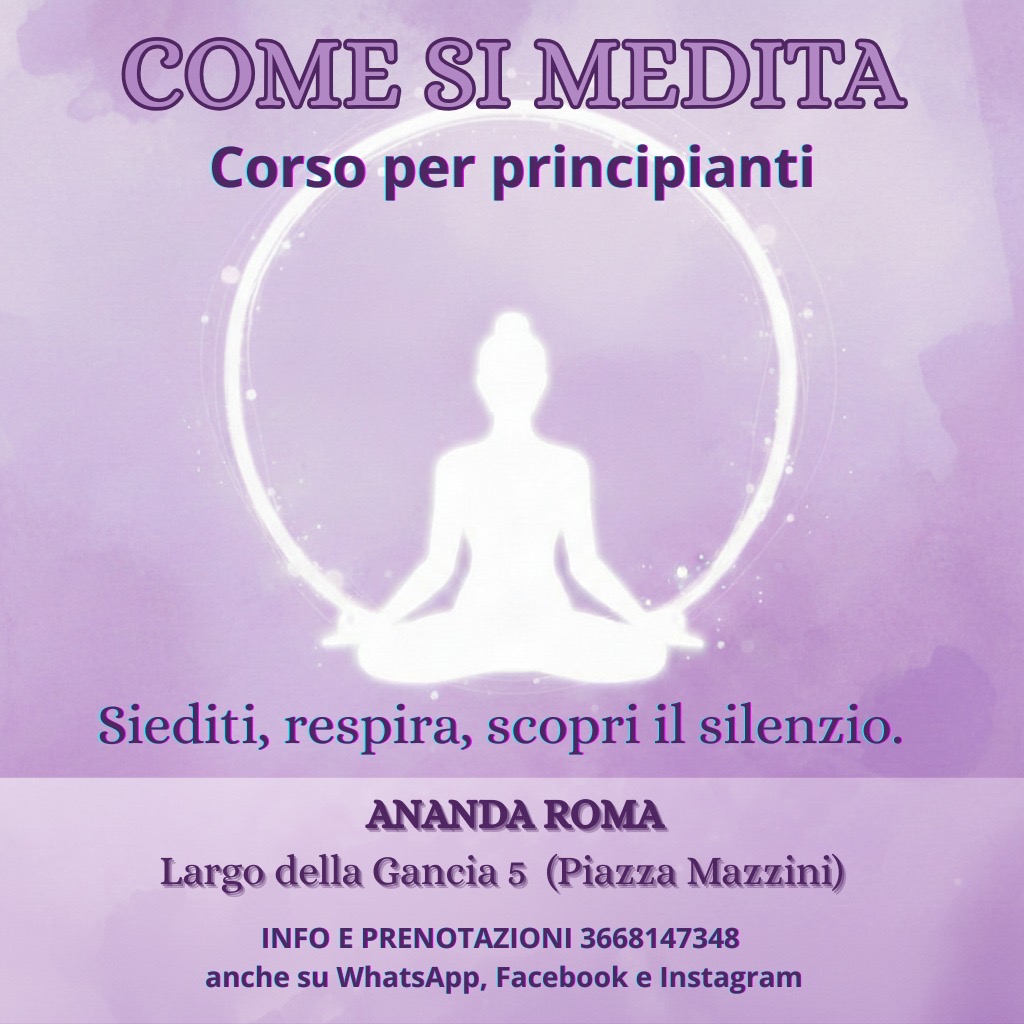 COME SI MEDITA
Corso per principianti
Siediti, respira, scopri il silenzio.
ANANDA ROMA
Largo della Gancia 5 (Piazza Mazzini)
INFO E PRENOTAZIONI 3668147348
anche su WhatsApp, Facebook e Instagram